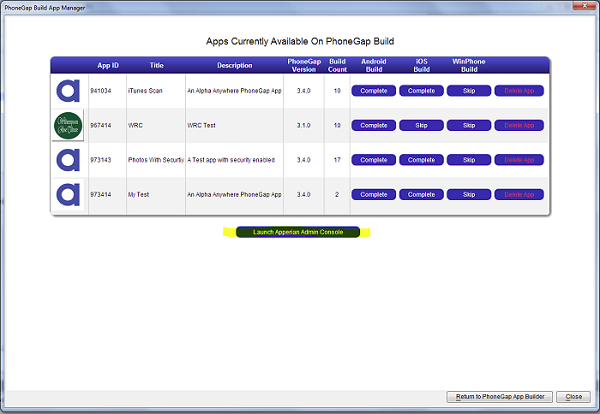 PhoneGap Build App Manager
Apps Currently Available On PhoneGap Build
App ID Title Description PhoneGap Version Build Count Android Build iOS Build WinPhone Build
941034 iTunes Scan An Alpha Anywhere PhoneGap App 3.4.0 10 Complete Complete Skip Delete App
967414 WRC WRC Test 3.1.0 10 Complete Skip Skip Delete App
973143 Photos With Securtiy A Test app with security enabled 3.4.0 17 Complete Complete Skip Delete App
973414 My Test An Alpha Anywhere PhoneGap App 3.4.0 2 Complete Complete Skip Delete App
Launch Apperian Admin Console
Return to PhoneGap App Builder Close